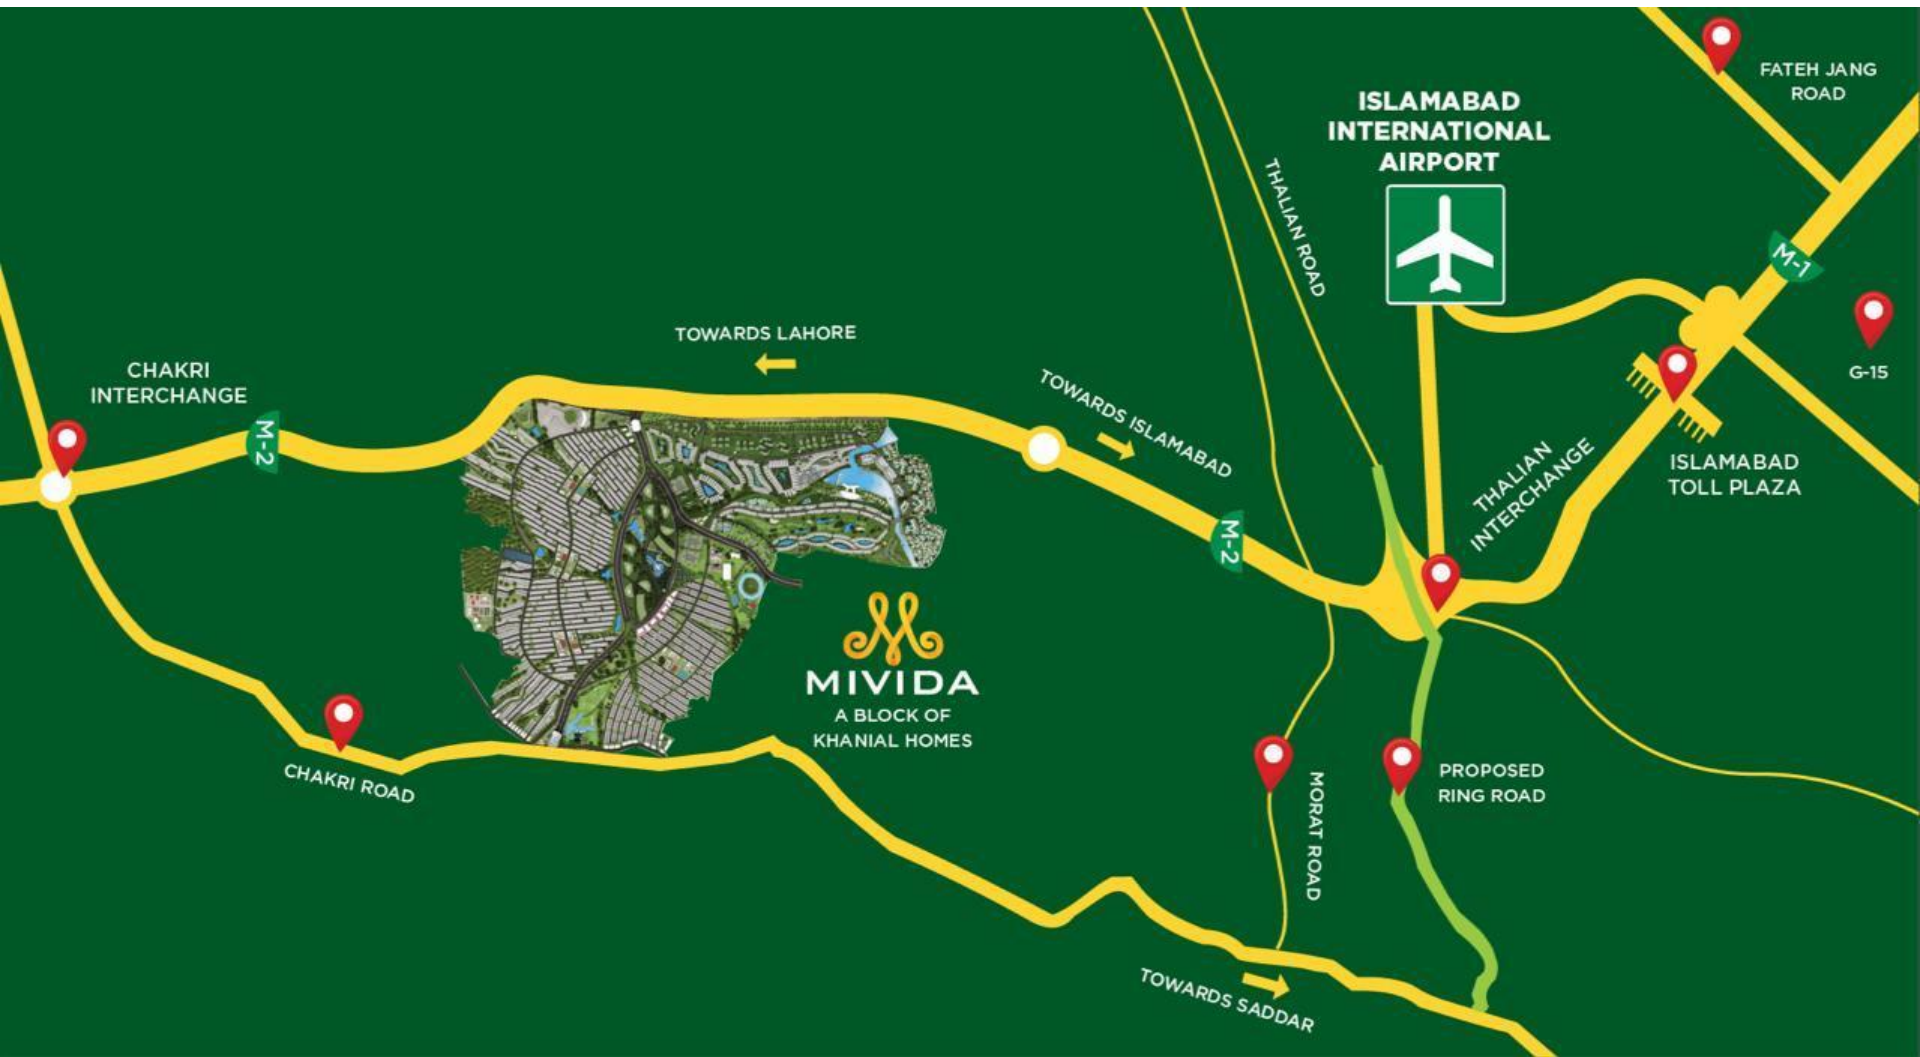 FATEH JANG
ROAD
ISLAMABAD
INTERNATIONAL
AIRPORT
THALIAN ROAD
M-1
G-15
TOWARDS LAHORE
CHAKRI
INTERCHANGE
M-2
TOWARDS ISLAMABAD
M-2
THALIAN
INTERCHANGE
ISLAMABAD
TOLL PLAZA
MIVIDA
A BLOCK OF
KHANIAL HOMES
CHAKRI ROAD
MORAT ROAD
PROPOSED
RING ROAD
TOWARDS SADDAR